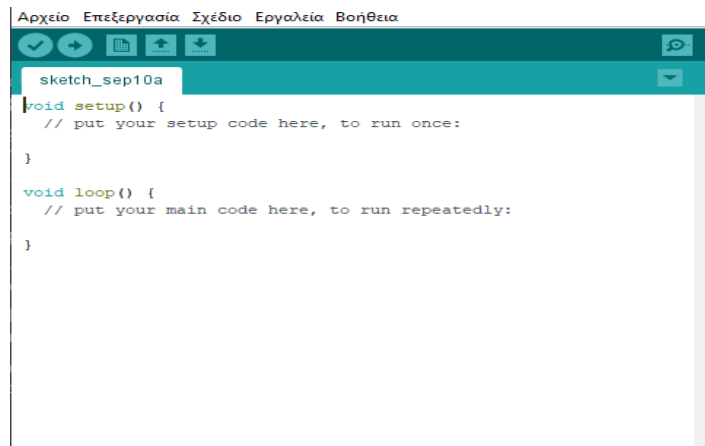 Αρχείο Επεξεργασία Σχέδιο Εργαλεία Βοήθεια
sketch_sep10a
void setup() {
  // put your setup code here, to run once:
}
void loop() {
  // put your main code here, to run repeatedly:
}